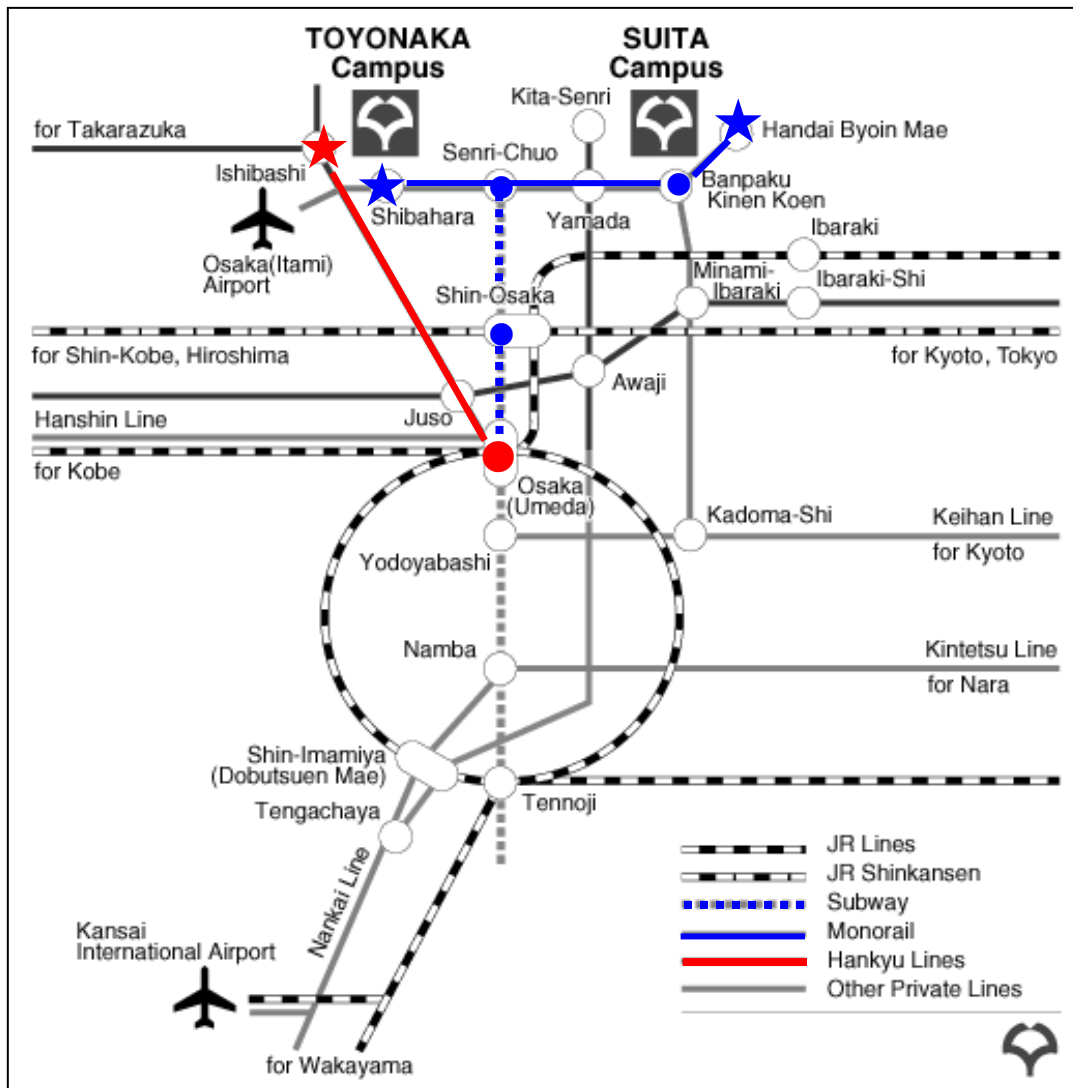 TOYONAKA
Campus
SUITA
Campus
Kita-Senri
for Takarazuka
Handai Byoin Mae
Senri-Chuo
Ishibashi
Banpaku
Kinen Koen
Shibahara
Yamada
Ibaraki
Osaka(Itami)
Airport
Minami-
Ibaraki
Ibaraki-Shi
Shin-Osaka
for Shin-Kobe, Hiroshima
for Kyoto, Tokyo
Awaji
Juso
Hanshin Line
for Kobe
Osaka
(Umeda)
Kadoma-Shi
Keihan Line
for Kyoto
Yodoyabashi
Namba
Kintetsu Line
for Nara
Shin-Imamiya
(Dobutsuen Mae)
Tengachaya
Tennoji
Nankai Line
Kansai
International Airport
for Wakayama
JR Lines
JR Shinkansen
Subway
Monorail
Hankyu Lines
Other Private Lines